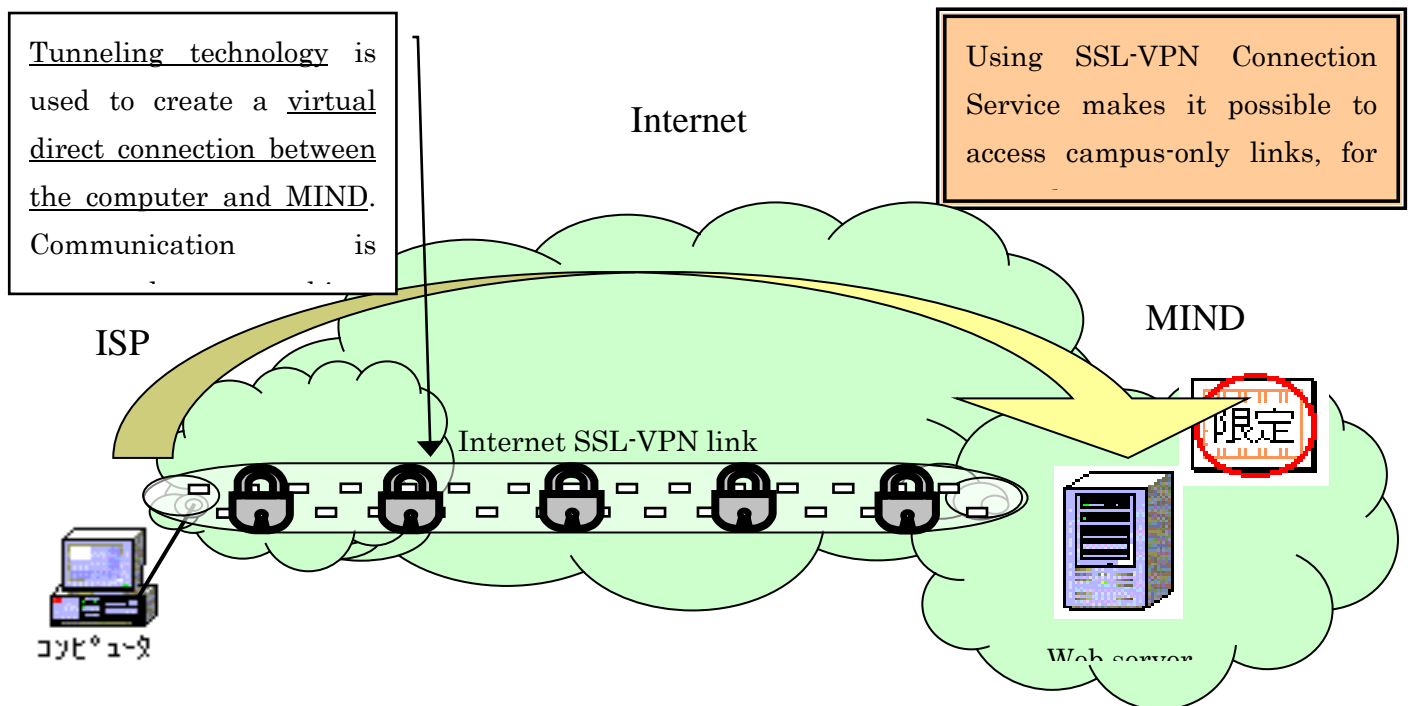 Tunneling technology is
used to create a virtual
direct connection between
the computer and MIND.
Communication is
Using SSL-VPN Connection
Service makes it possible to
access campus-only links, for
Internet
ISP
MIND
限定
Internet SSL-VPN link
コンピュータ
Web server